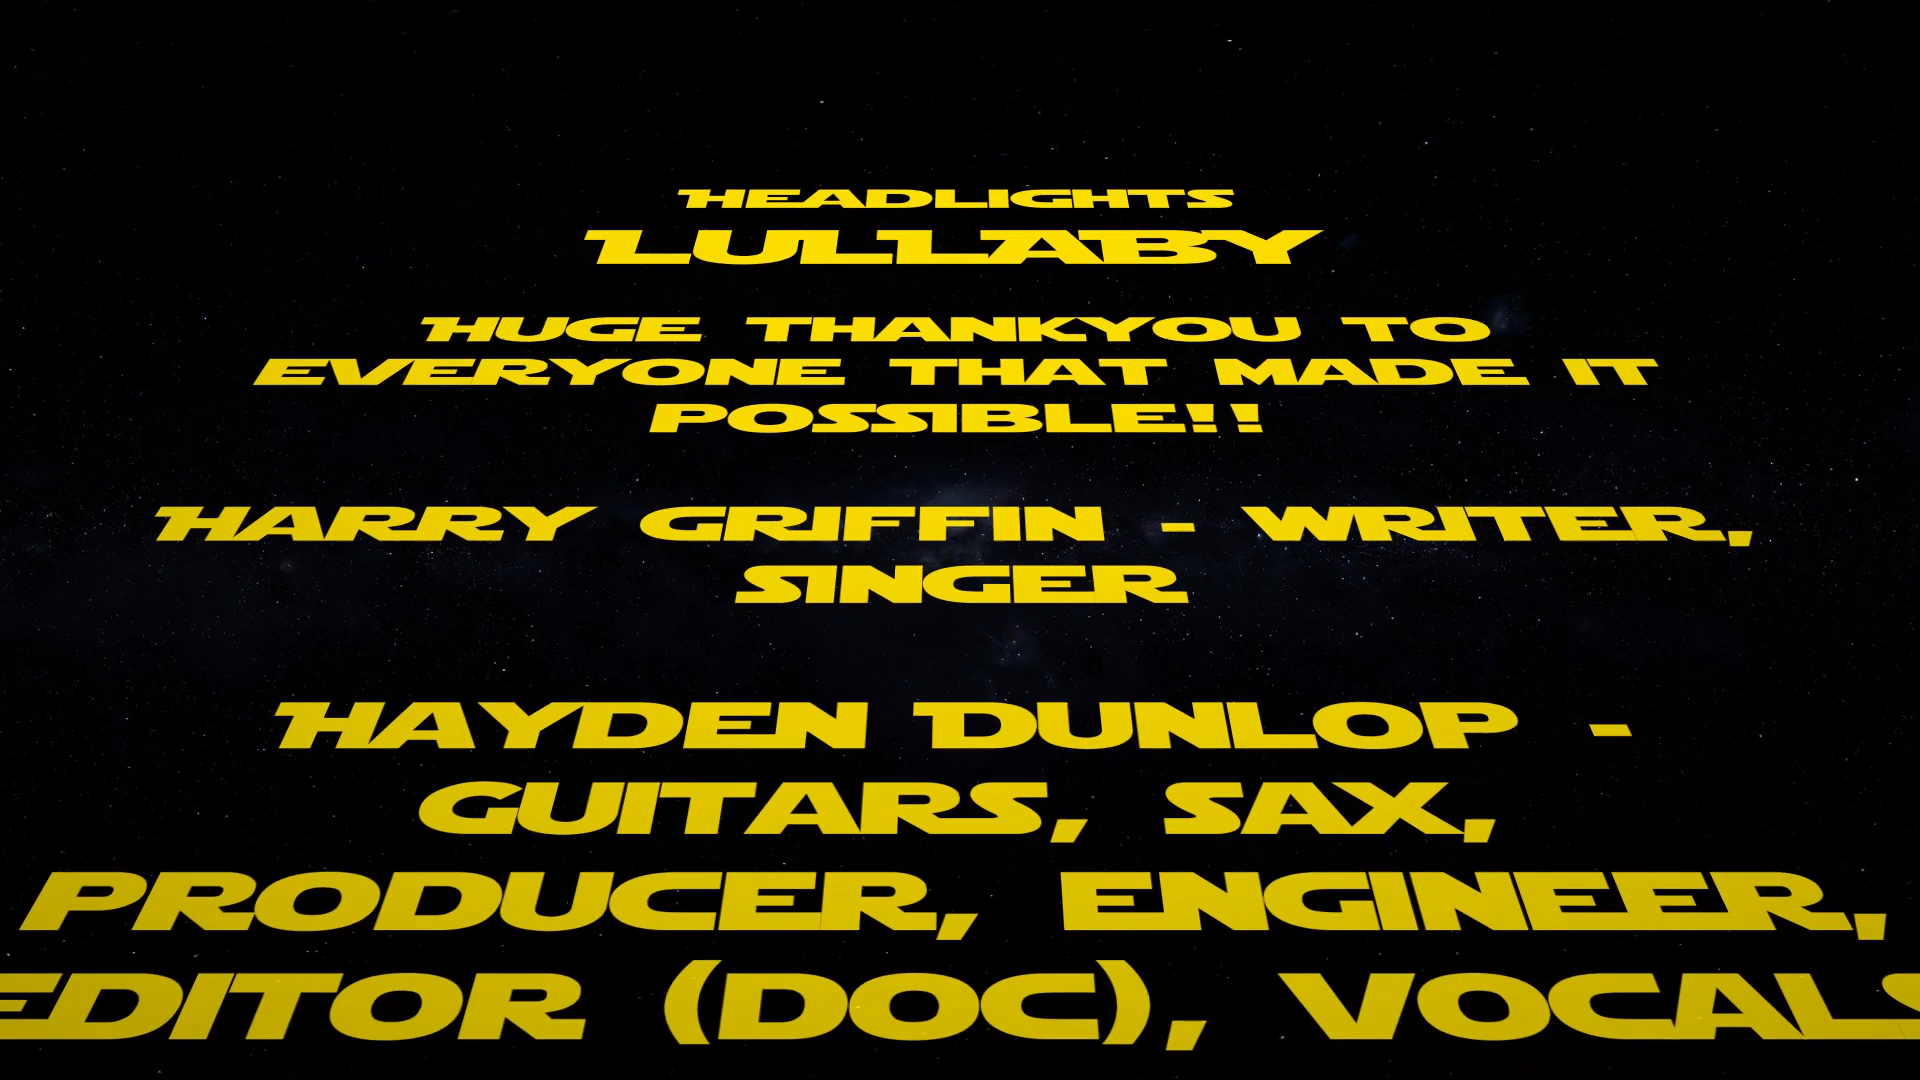 HEADLIGHTS
LULLABY
HUGE THANKYOU TO
EVERYONE THAT MADE IT
POSSIBLE!!
HARRY GRIFFIN - WRITER,
SINGER
HAYDEN DUNLOP -
GUITARS, SAX,
PRODUCER, ENGINEER,
EDITOR (DOC), VOCALS